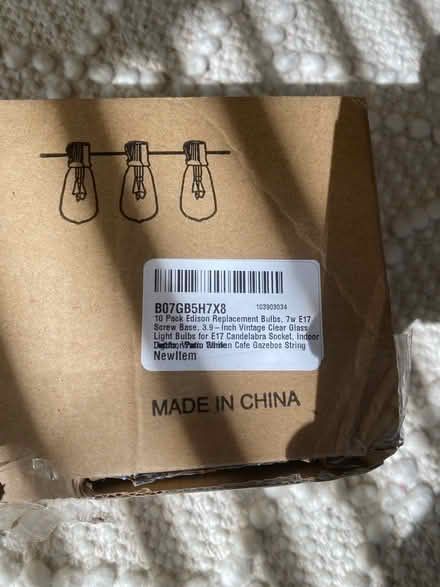 B07GB5H7X8
103903034
10 Pack Edison Replacement Bulbs, 7w E17
Screw Base, 3.9-Inch Vintage Clear Glass
Light Bulbs for E17 Candelabra Socket, Indoor
Cafe Gazebos String
NewItem
MADE IN CHINA